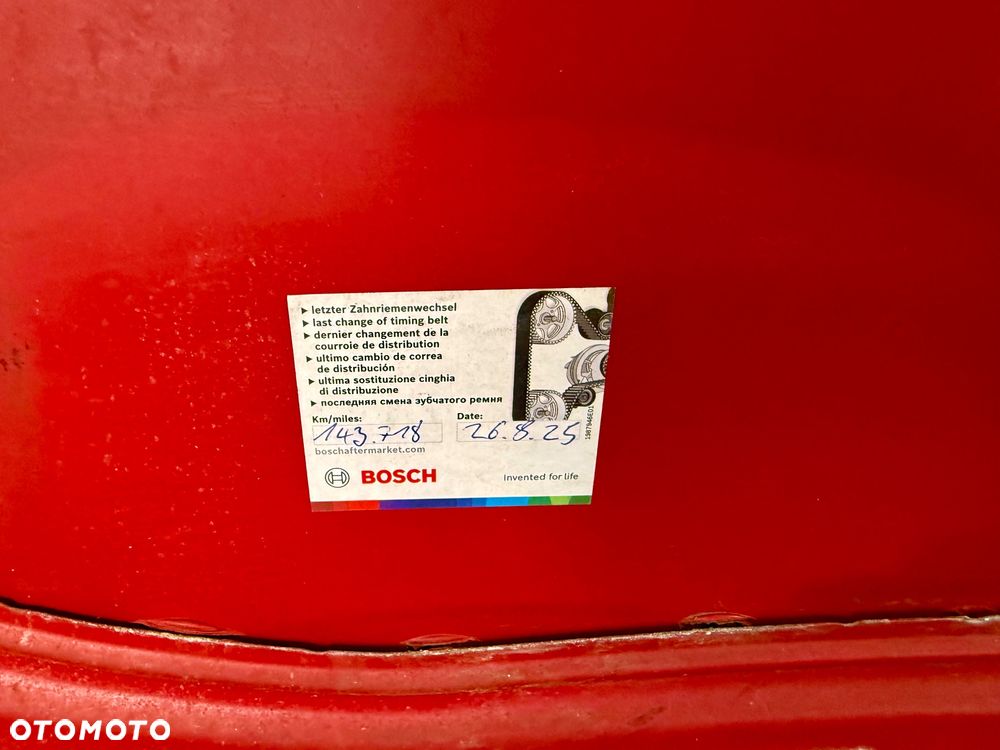 ▸ letzter Zahnriemenwechsel
▸ last change of timing belt
▸ dernier changement de la
courroie de distribution
▸ ultimo cambio de correa
de distribución
▸ ultima sostituzione cinghia
di distribuzione
▸ последняя смена зубчатого ремня
Km/miles: Date:
143.718 26.8.25
boschaftermarket.com
1987946E01
BOSCH Invented for life
OTOMOTO